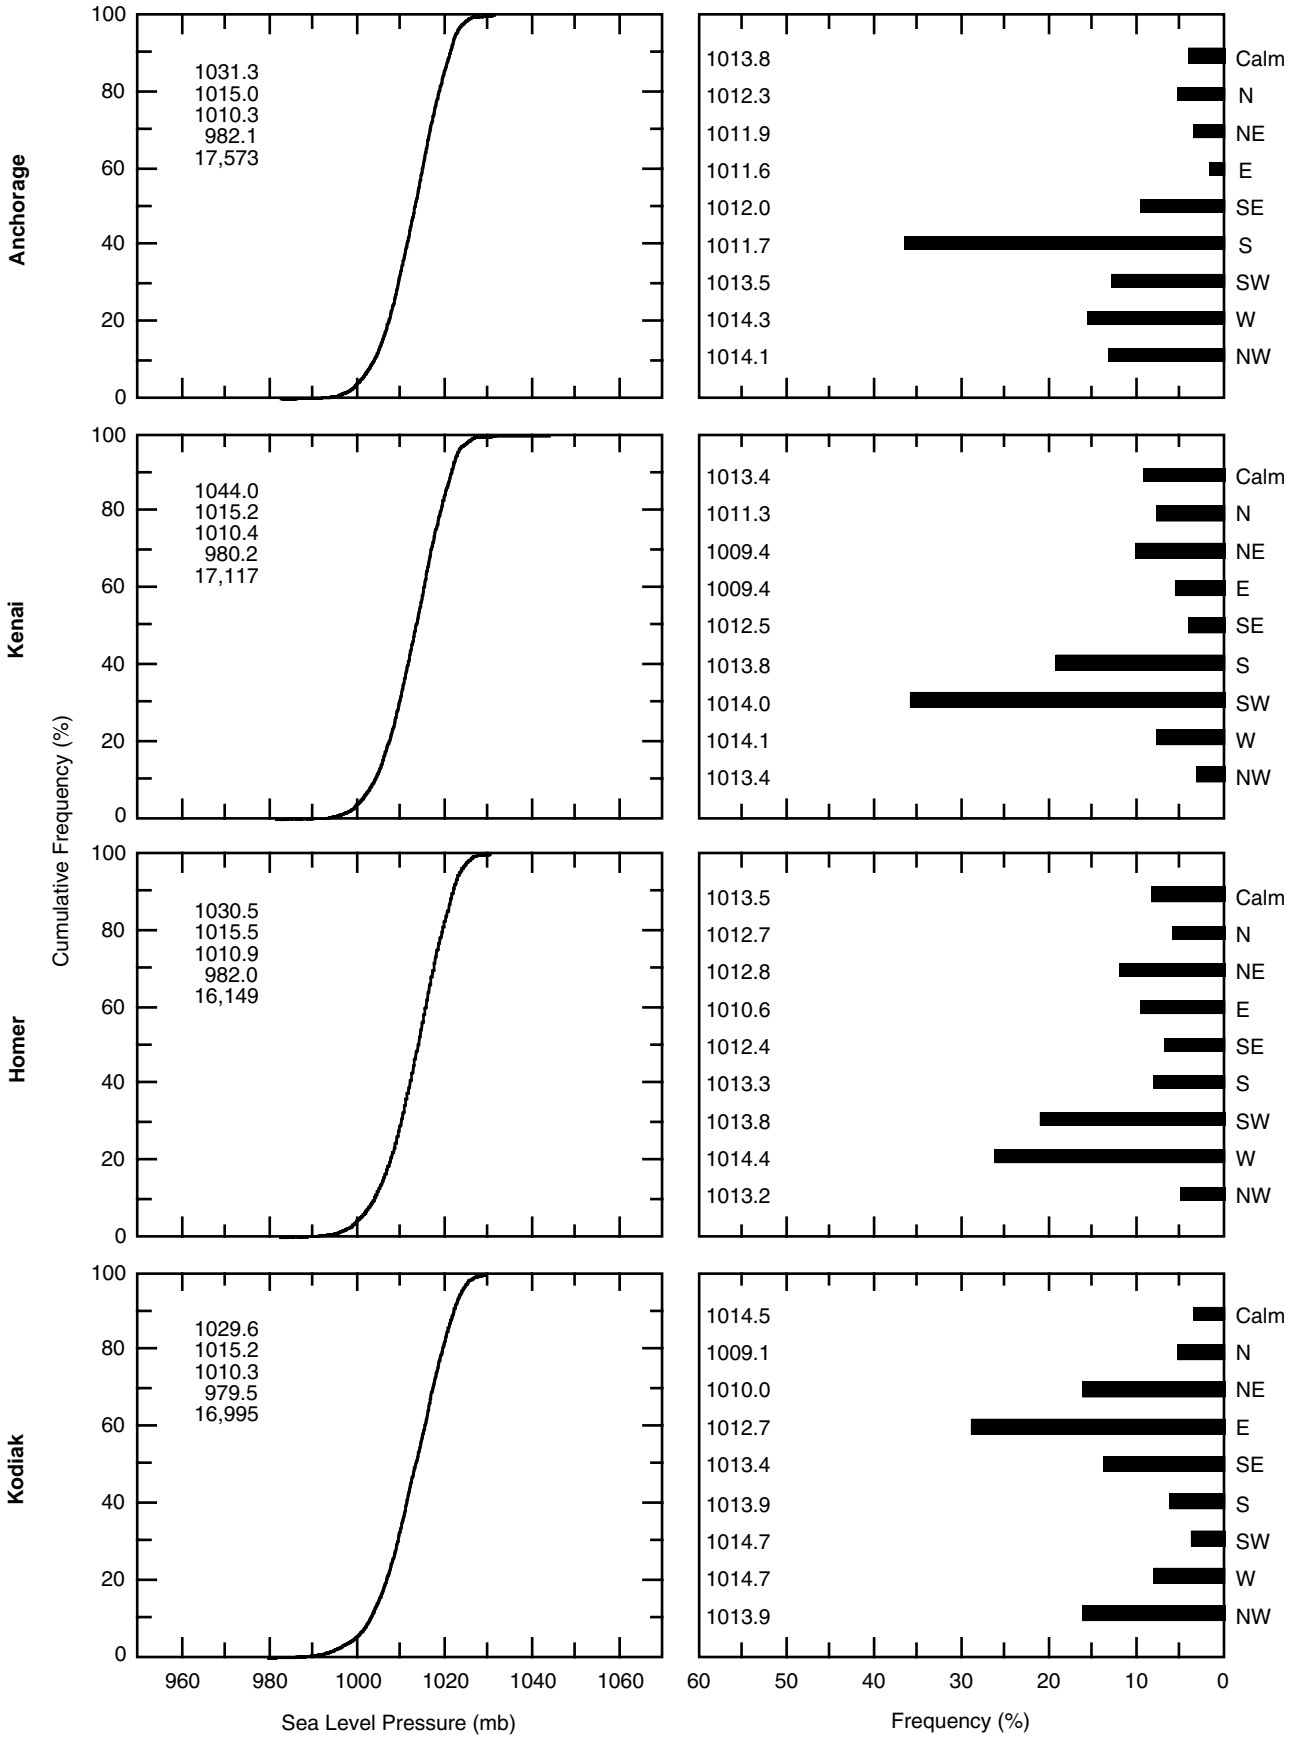 Anchorage
100
80
60
40
20
0
1031.3
1015.0
1010.3
982.1
17,573
1013.8 Calm
1012.3 N
1011.9 NE
1011.6 E
1012.0 SE
1011.7 S
1013.5 SW
1014.3 W
1014.1 NW
Kenai
100
80
60
40
20
0
1044.0
1015.2
1010.4
980.2
17,117
1013.4 Calm
1011.3 N
1009.4 NE
1009.4 E
1012.5 SE
1013.8 S
1014.0 SW
1014.1 W
1013.4 NW
Cumulative Frequency (%)
Homer
100
80
60
40
20
0
1030.5
1015.5
1010.9
982.0
16,149
1013.5 Calm
1012.7 N
1012.8 NE
1010.6 E
1012.4 SE
1013.3 S
1013.8 SW
1014.4 W
1013.2 NW
Kodiak
100
80
60
40
20
0
1029.6
1015.2
1010.3
979.5
16,995
1014.5 Calm
1009.1 N
1010.0 NE
1012.7 E
1013.4 SE
1013.9 S
1014.7 SW
1014.7 W
1013.9 NW
960 980 1000 1020 1040 1060
Sea Level Pressure (mb)
60 50 40 30 20 10 0
Frequency (%)